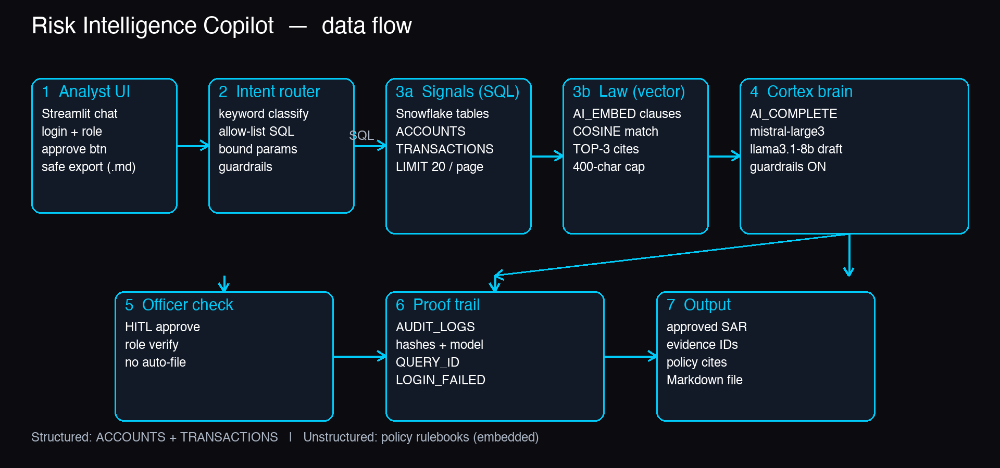 Risk Intelligence Copilot — data flow
1 Analyst UI
Streamlit chat
login + role
approve btn
safe export (.md)
2 Intent router
keyword classify
allow-list SQL
bound params
guardrails
SQL
3a Signals (SQL)
Snowflake tables
ACCOUNTS
TRANSACTIONS
LIMIT 20 / page
3b Law (vector)
AI_EMBED clauses
COSINE match
TOP-3 cites
400-char cap
4 Cortex brain
AI_COMPLETE
mistral-large3
llama3.1-8b draft
guardrails ON
5 Officer check
HITL approve
role verify
no auto-file
6 Proof trail
AUDIT_LOGS
hashes + model
QUERY_ID
LOGIN_FAILED
7 Output
approved SAR
evidence IDs
policy cites
Markdown file
Structured: ACCOUNTS + TRANSACTIONS | Unstructured: policy rulebooks (embedded)